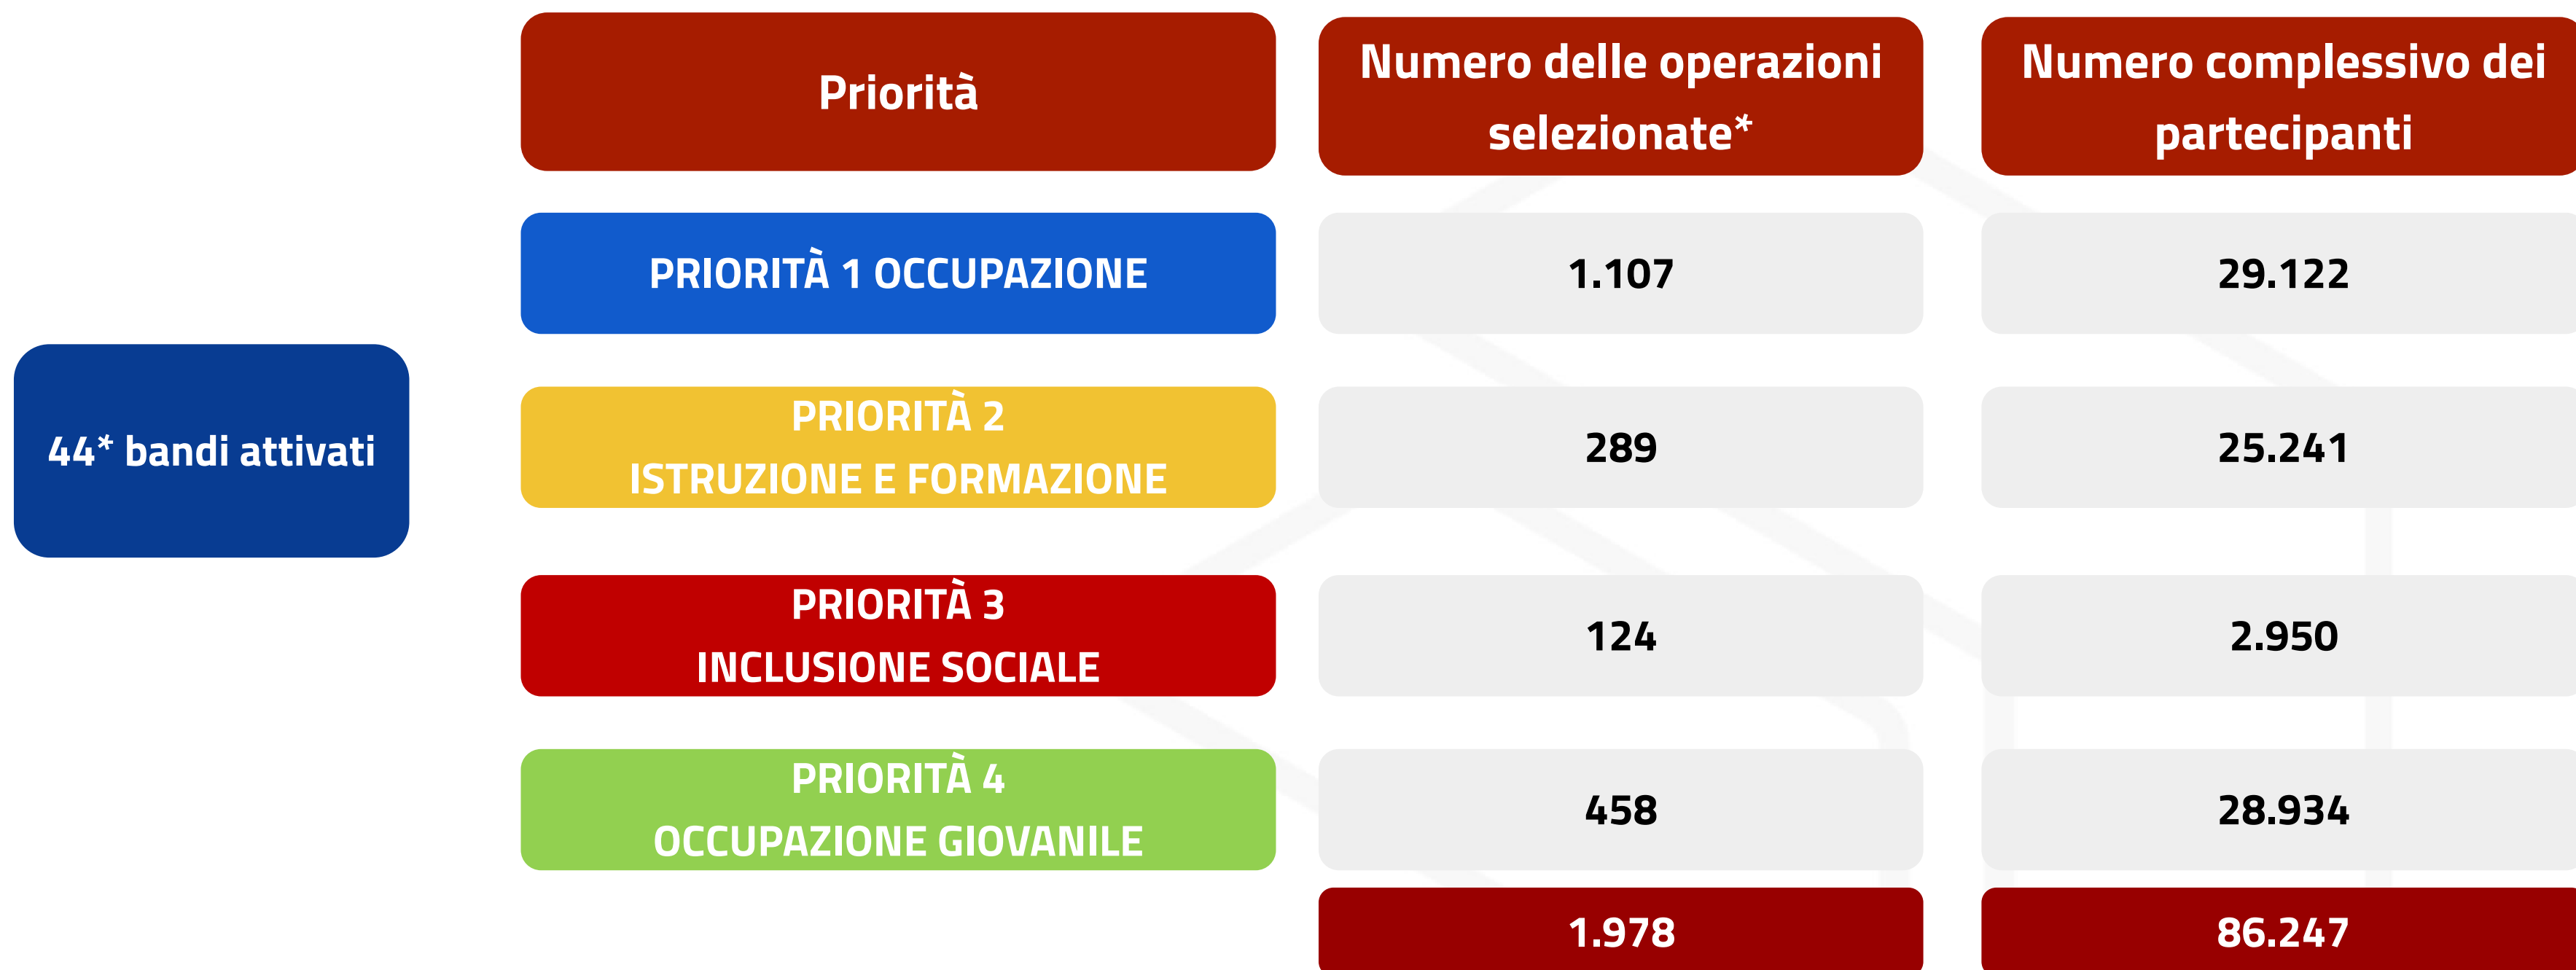 Priorità
Numero delle operazioni
selezionate*
Numero complessivo dei
partecipanti
PRIORITÀ 1 OCCUPAZIONE
1.107
29.122
44* bandi attivati
PRIORITÀ 2
ISTRUZIONE E FORMAZIONE
289
25.241
PRIORITÀ 3
INCLUSIONE SOCIALE
124
2.950
PRIORITÀ 4
OCCUPAZIONE GIOVANILE
458
28.934
1.978
86.247